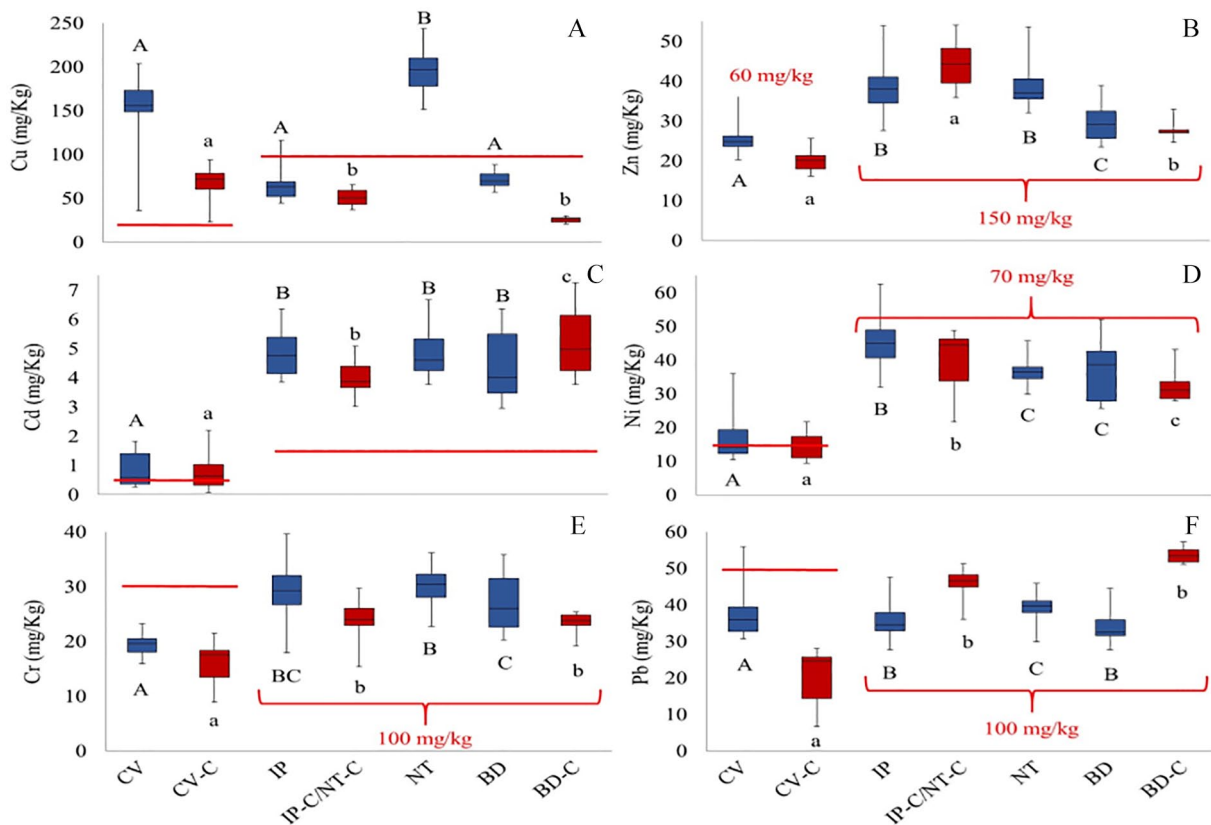 A
Cu (mg/Kg)
250
200
150
100
50
0
A
a
A
b
B
A
b
B
Zn (mg/Kg)
50
40
30
20
10
0
60 mg/kg
A
a
B
a
B
C
b
150 mg/kg
C
Cd (mg/Kg)
7
6
5
4
3
2
1
0
A
a
B
b
B
B
c
D
Ni (mg/Kg)
60
50
40
30
20
10
0
70 mg/kg
A
a
B
b
C
C
c
E
Cr (mg/Kg)
40
30
20
10
0
A
a
BC
b
B
C
b
100 mg/kg
CV
CV-C
IP
IP-C/NT-C
NT
BD
BD-C
F
Pb (mg/Kg)
60
50
40
30
20
10
0
A
a
B
b
C
B
b
100 mg/kg
CV
CV-C
IP
IP-C/NT-C
NT
BD
BD-C